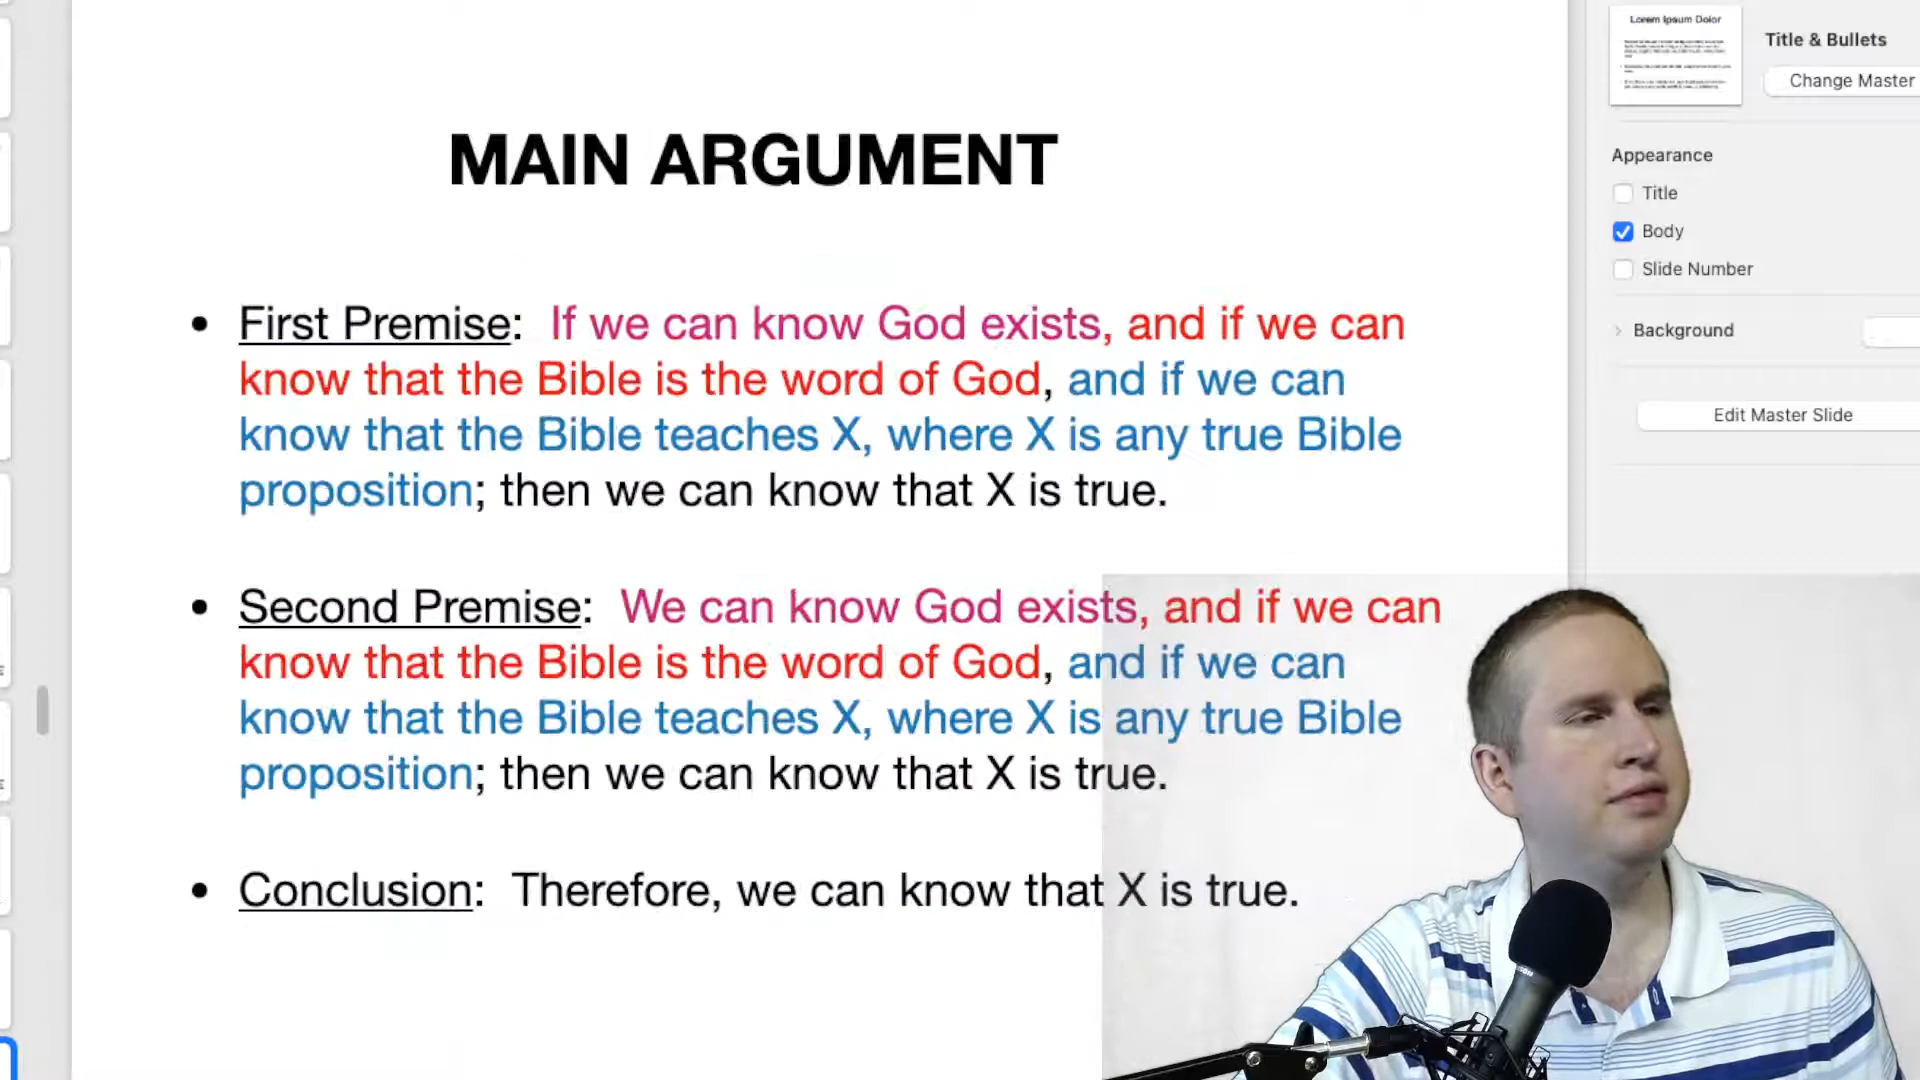 Lorem Ipsum Dolor
Title & Bullets
Change Master
Appearance
Title
Body
Slide Number
Background
Edit Master Slide
MAIN ARGUMENT
• First Premise: If we can know God exists, and if we can
know that the Bible is the word of God, and if we can
know that the Bible teaches X, where X is any true Bible
proposition; then we can know that X is true.
• Second Premise: We can know God exists, and if we can
know that the Bible is the word of God, and if we can
know that the Bible teaches X, where X is any true Bible
proposition; then we can know that X is true.
• Conclusion: Therefore, we can know that X is true.